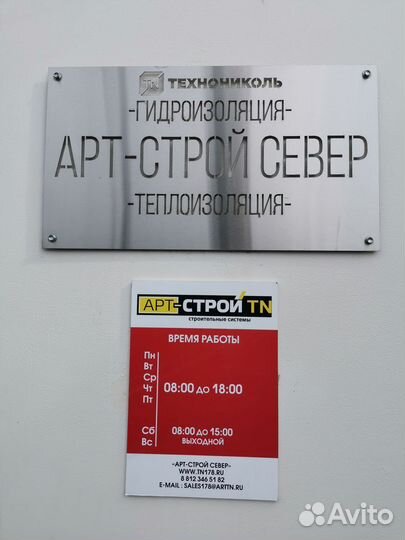 ТЕХНОНИКОЛЬ
-ГИДРОИЗОЛЯЦИЯ-
АРТ-СТРОЙ СЕВЕР
-ТЕПЛОИЗОЛЯЦИЯ-
АРТ-СТРОЙ TN
строительные системы
ВРЕМЯ РАБОТЫ
Пн
Вт
Ср
Чт
Пт
08:00 до 18:00
Сб 08:00 до 15:00
Вс ВЫХОДНОЙ
-АРТ-СТРОЙ СЕВЕР-
WWW.TN178.RU
8 812 346 51 82
E-MAIL : SALES178@ARTTN.RU
Avito